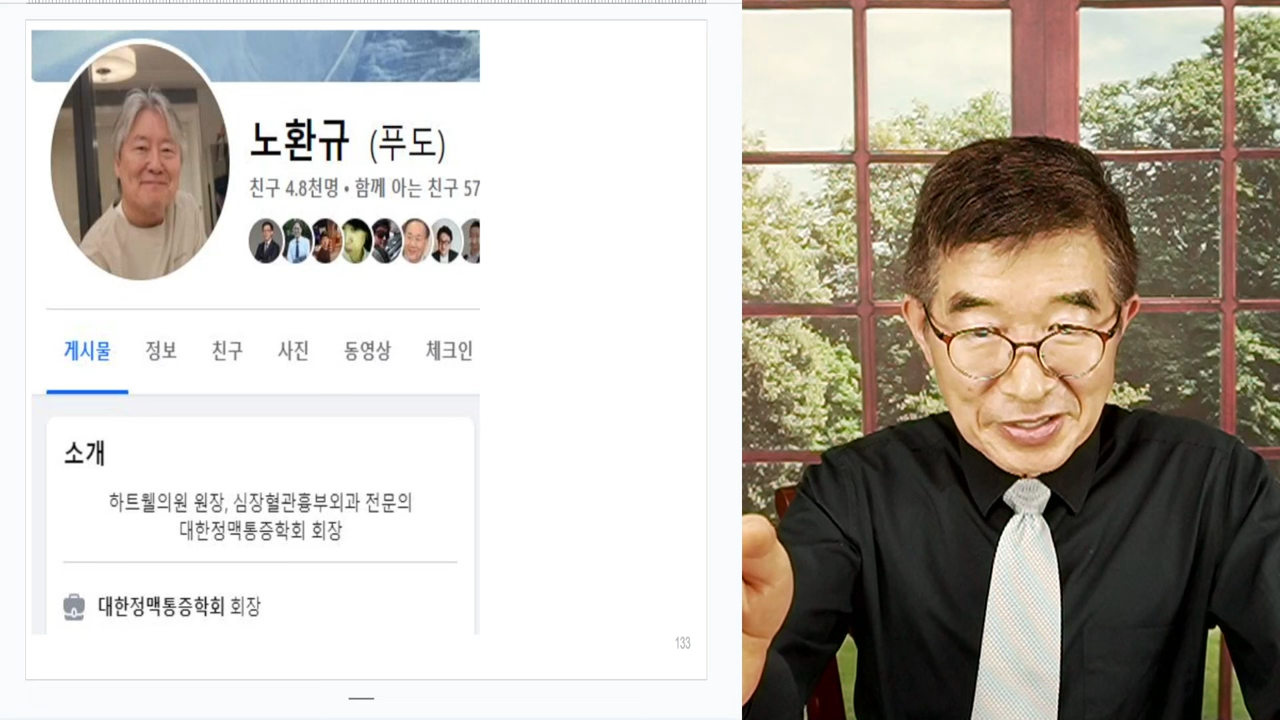 노환규 (푸도)
친구 4.8천명 • 함께 아는 친구 57
게시물 정보 친구 사진 동영상 체크인
소개
하트웰의원 원장, 심장혈관흉부외과 전문의
대한정맥통증학회 회장
대한정맥통증학회 회장
133